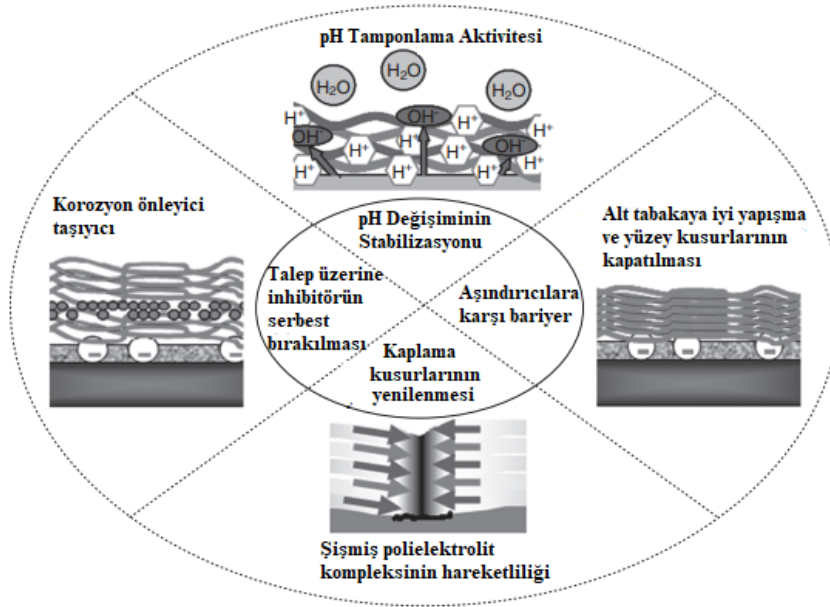 pH Tamponlama Aktivitesi
H₂O
H₂O
H₂O
H⁺
OH⁻
H⁺
OH⁻
H⁺
H⁺
OH⁻
H⁺
H⁺
H⁺
H⁺
Korozyon önleyici
taşıyıcı
pH Değişiminin
Stabilizasyonu
Talep üzerine
inhibitörün
serbest
bırakılması
Aşındırıcılara
karşı bariyer
Kaplama
kusurlarının
yenilenmesi
Alt tabakaya iyi yapışma
ve yüzey kusurlarının
kapatılması
Şişmiş polielektrolit
kompleksinin hareketliliği